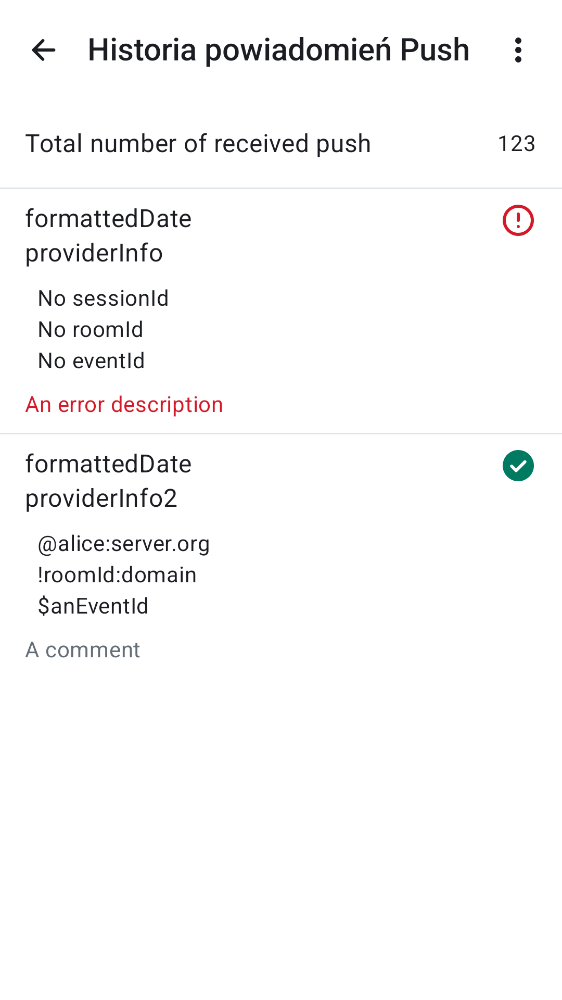 Historia powiadomień Push
Total number of received push 123
formattedDate
providerInfo
No sessionId
No roomId
No eventId
An error description
formattedDate
providerInfo2
@alice:server.org
!roomId:domain
$anEventId
A comment